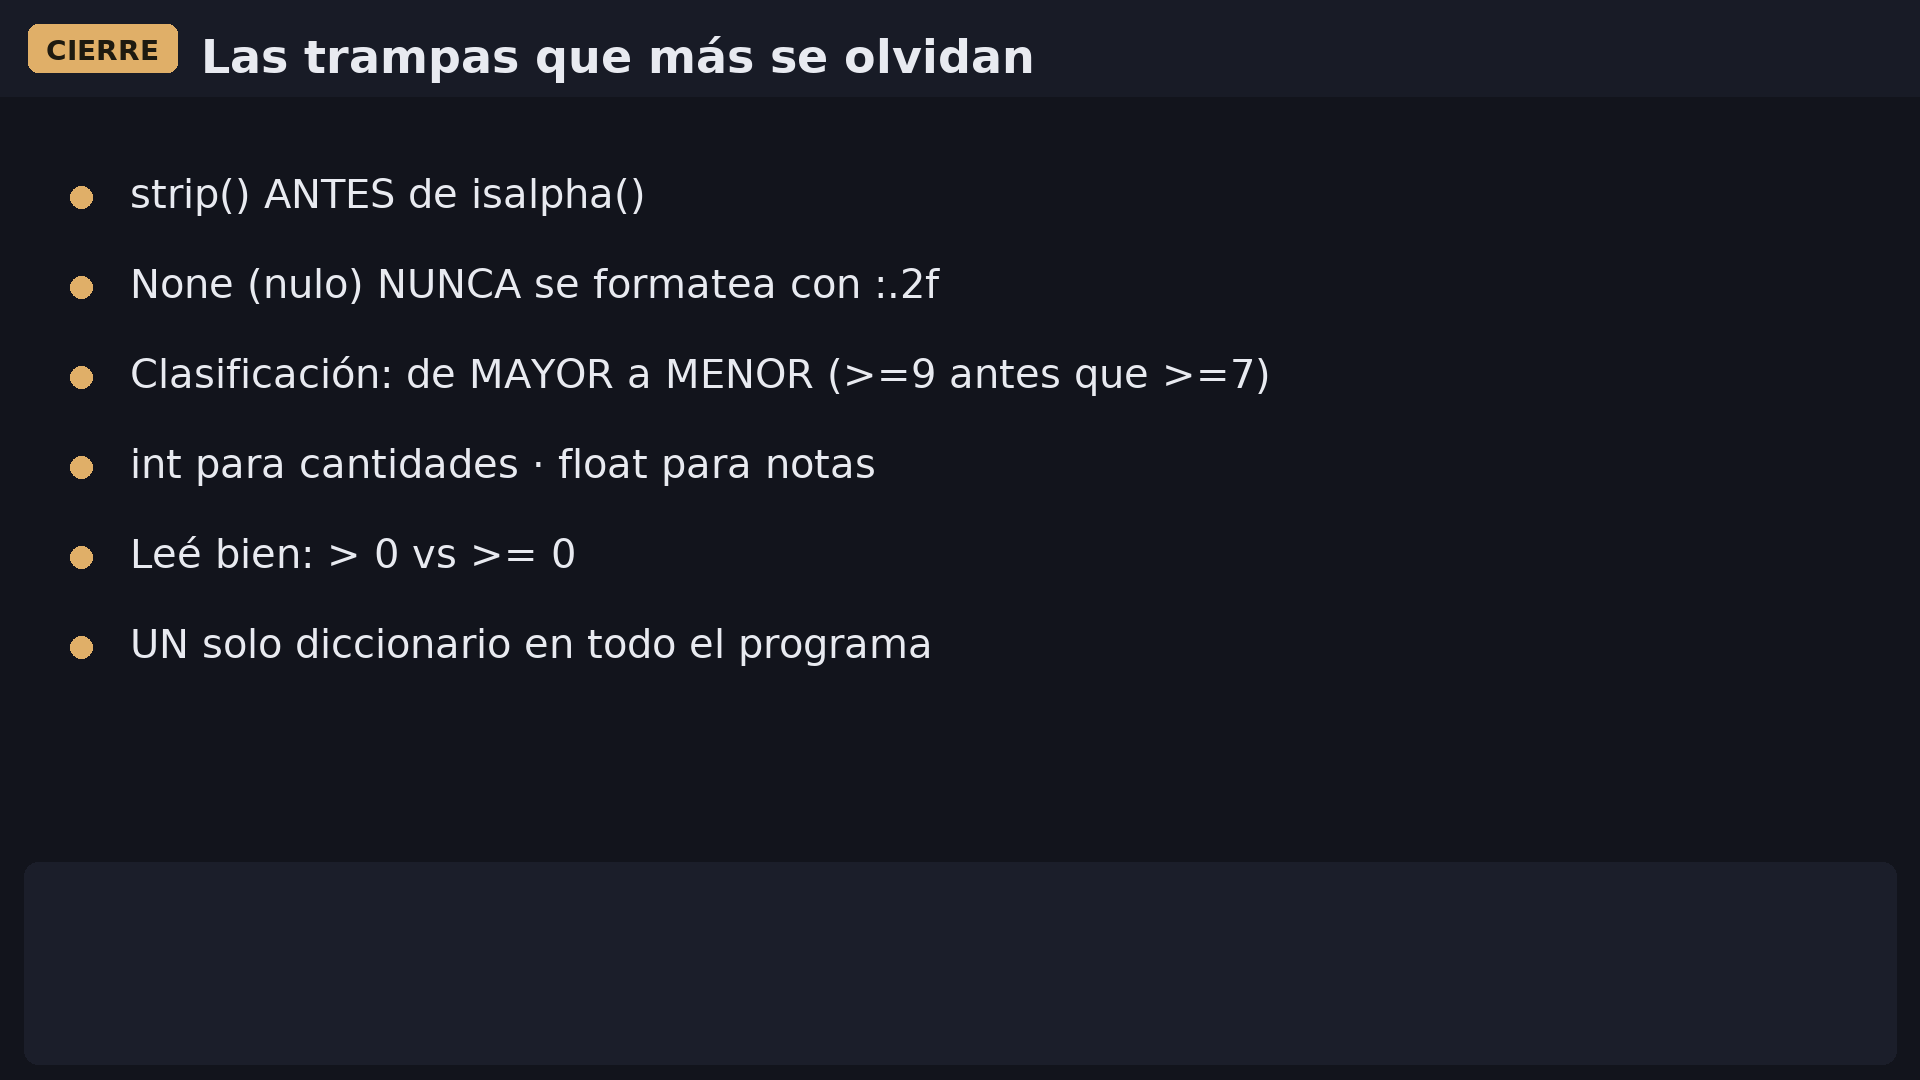 CIERRE
Las trampas que más se olvidan
strip() ANTES de isalpha()
None (nulo) NUNCA se formatea con :.2f
Clasificación: de MAYOR a MENOR (>=9 antes que >=7)
int para cantidades · float para notas
Leé bien: > 0 vs >= 0
UN solo diccionario en todo el programa